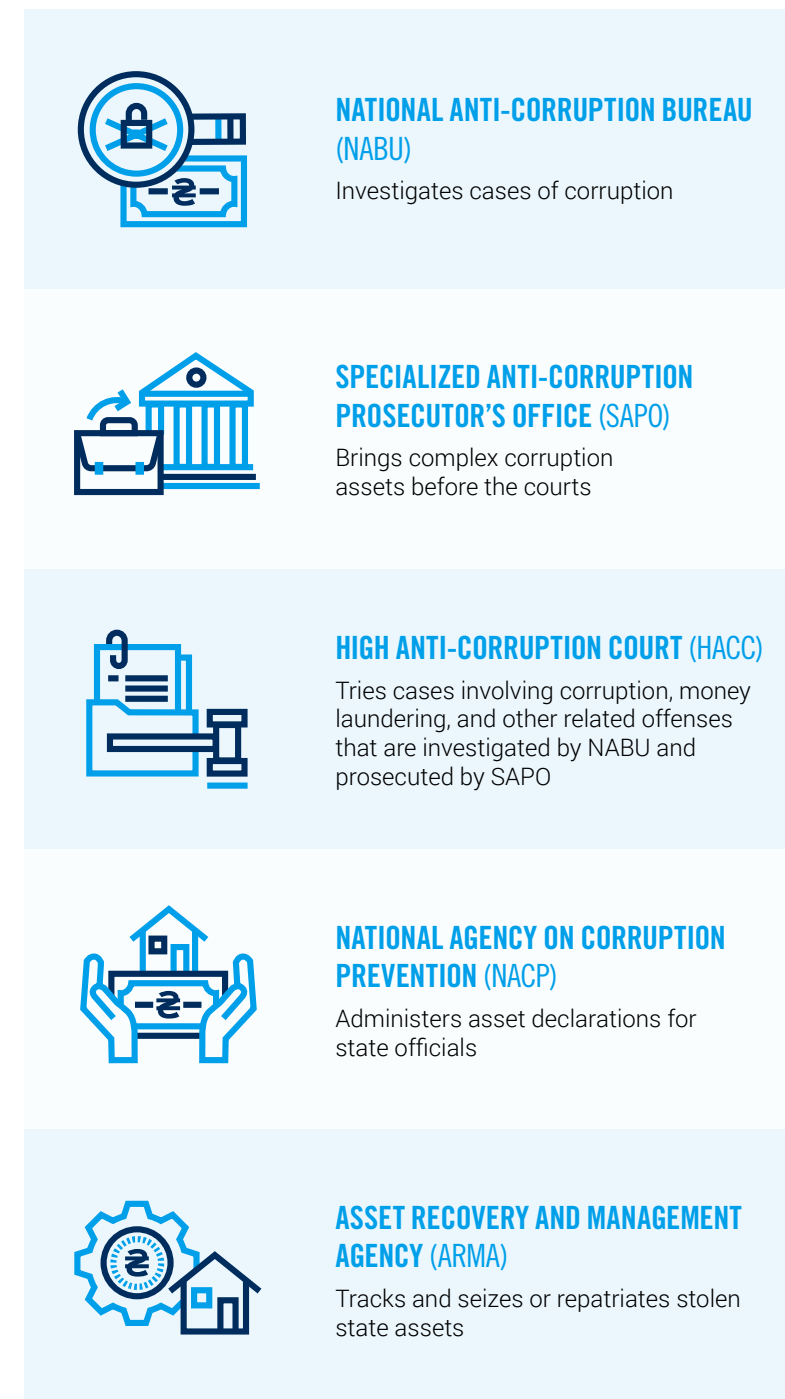 NATIONAL ANTI-CORRUPTION BUREAU
(NABU)
Investigates cases of corruption
SPECIALIZED ANTI-CORRUPTION
PROSECUTOR’S OFFICE (SAPO)
Brings complex corruption
assets before the courts
HIGH ANTI-CORRUPTION COURT (HACC)
Tries cases involving corruption, money
laundering, and other related offenses
that are investigated by NABU and
prosecuted by SAPO
NATIONAL AGENCY ON CORRUPTION
PREVENTION (NACP)
Administers asset declarations for
state officials
ASSET RECOVERY AND MANAGEMENT
AGENCY (ARMA)
Tracks and seizes or repatriates stolen
state assets